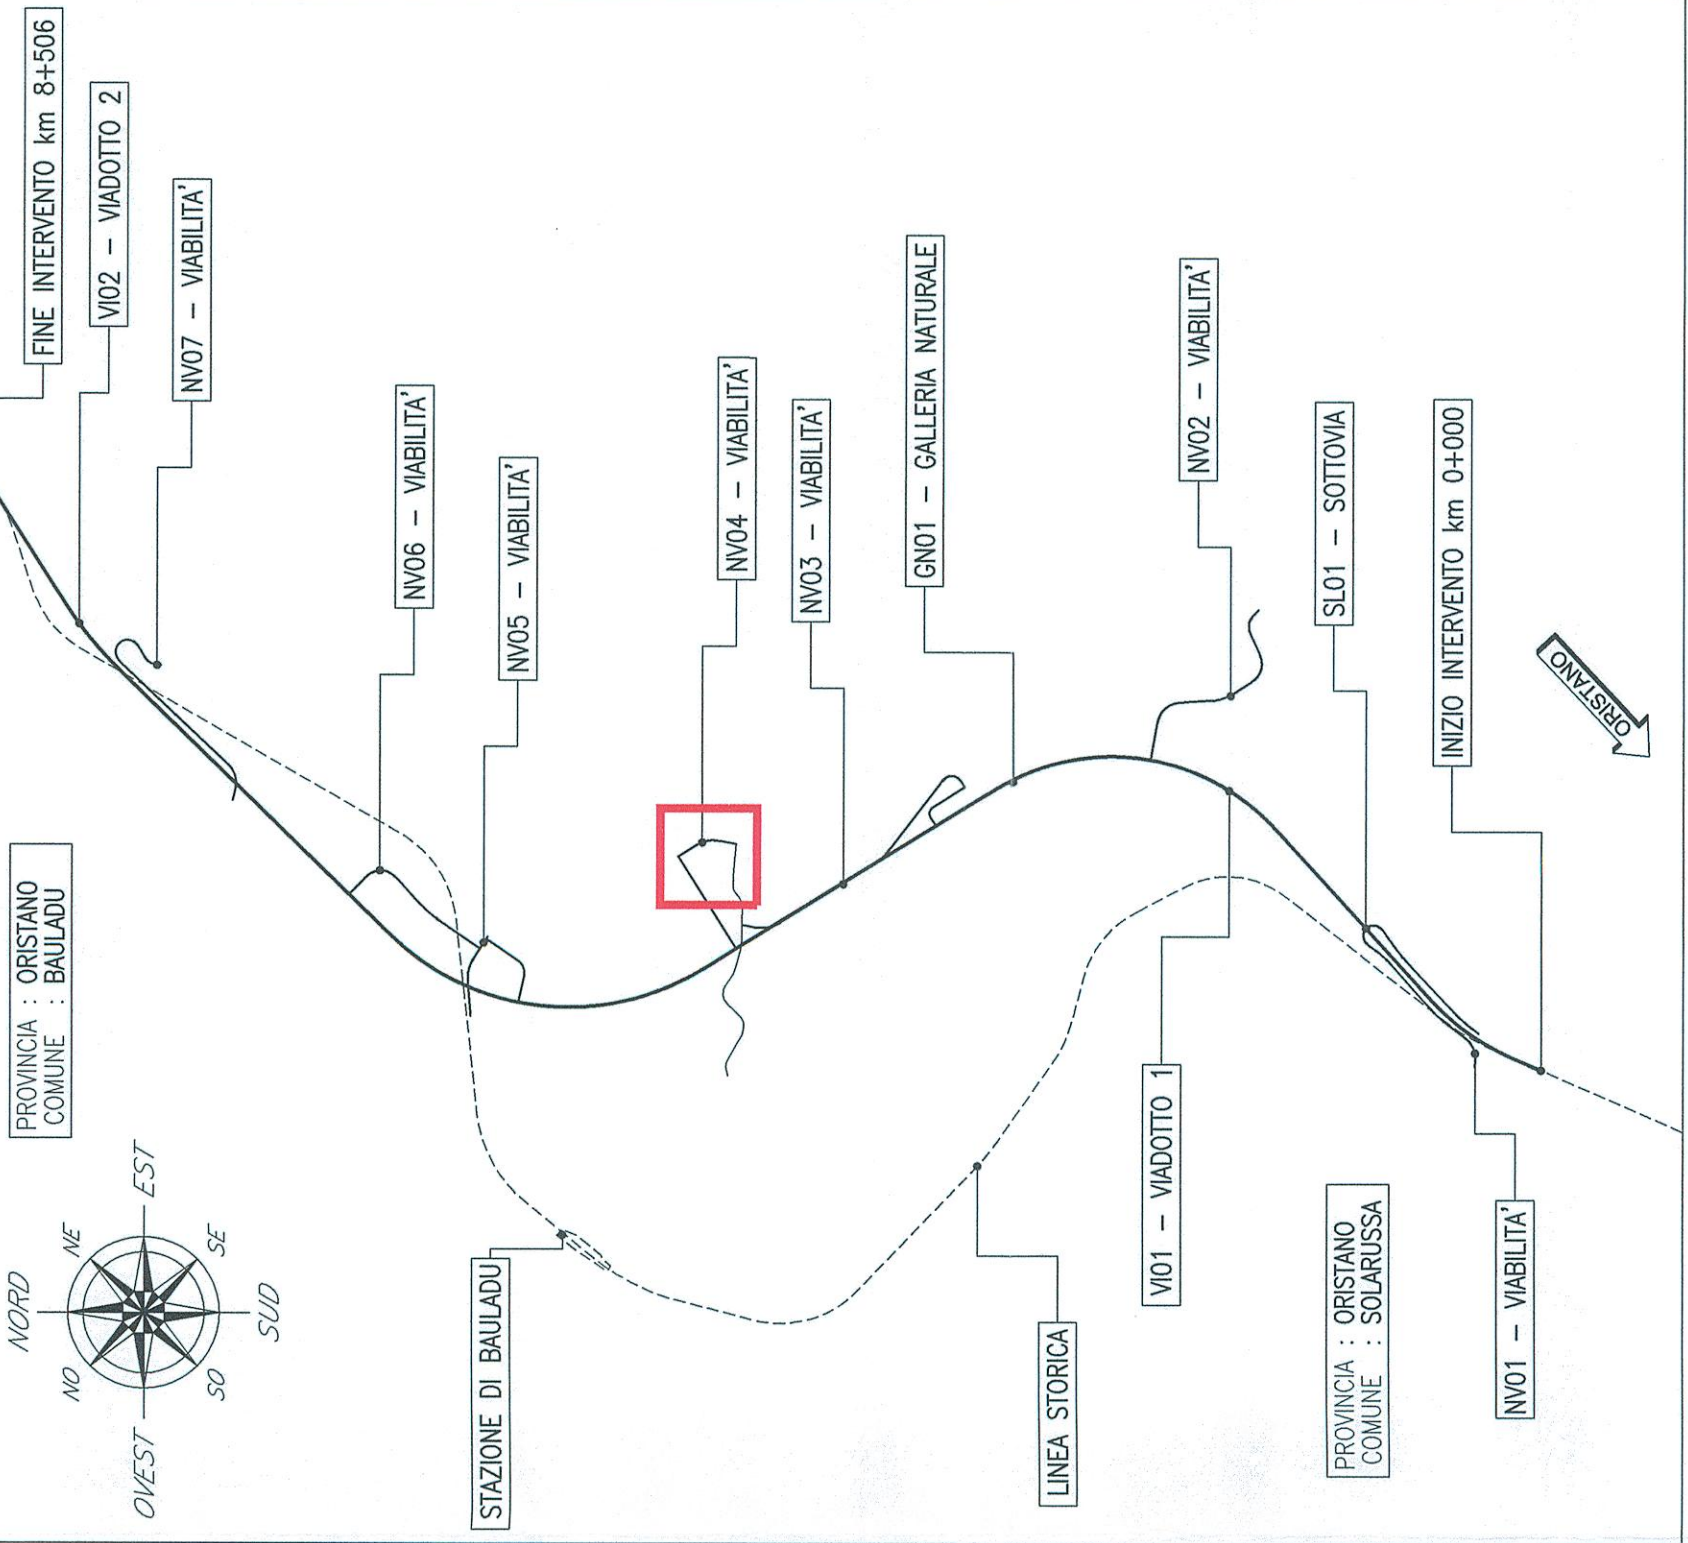 FINE INTERVENTO km 8+506
VI02 – VIADOTTO 2
NV07 – VIABILITA'
NV06 – VIABILITA'
NV05 – VIABILITA'
NV04 – VIABILITA'
NV03 – VIABILITA'
GN01 – GALLERIA NATURALE
NV02 – VIABILITA'
SL01 – SOTTOVIA
INIZIO INTERVENTO km 0+000
ORISTANO
PROVINCIA : ORISTANO
COMUNE : BAULADU
NORD
NE
EST
SE
SUD
SO
OVEST
NO
STAZIONE DI BAULADU
LINEA STORICA
VI01 – VIADOTTO 1
PROVINCIA : ORISTANO
COMUNE : SOLARUSSA
NV01 – VIABILITA'